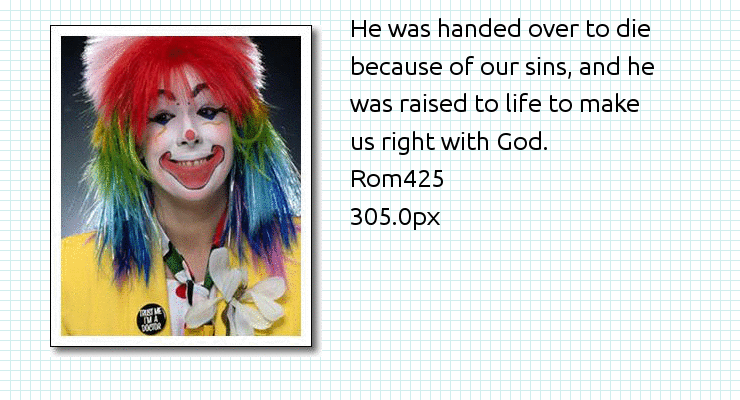 He was handed over to die
because of our sins, and he
was raised to life to make
us right with God.
Rom425
305.0px
TRUST ME
I'M A
DOCTOR